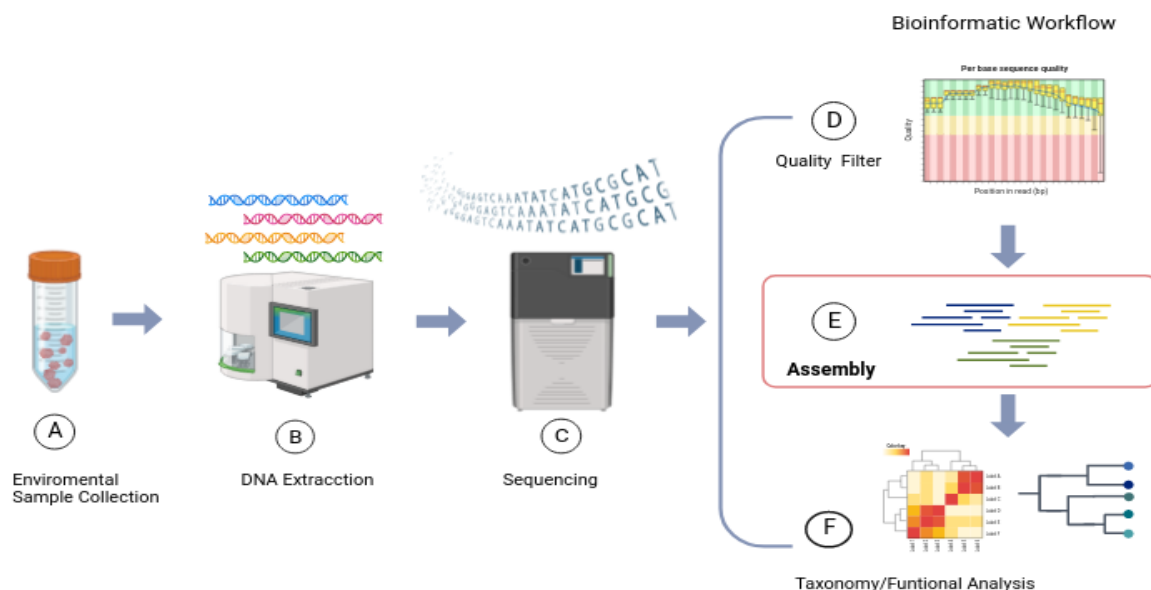 Bioinformatic Workflow
Per base sequence quality
Quality
Position in read (bp)
D
Quality Filter
GAGTCAAATATCATGCGCAT
GAGTCAAATATCATGCGC
GAGTCAAATATCATGCGCAT
E
Assembly
A
Enviromental
Sample Collection
B
DNA Extracction
C
Sequencing
F
Taxonomy/Funtional Analysis